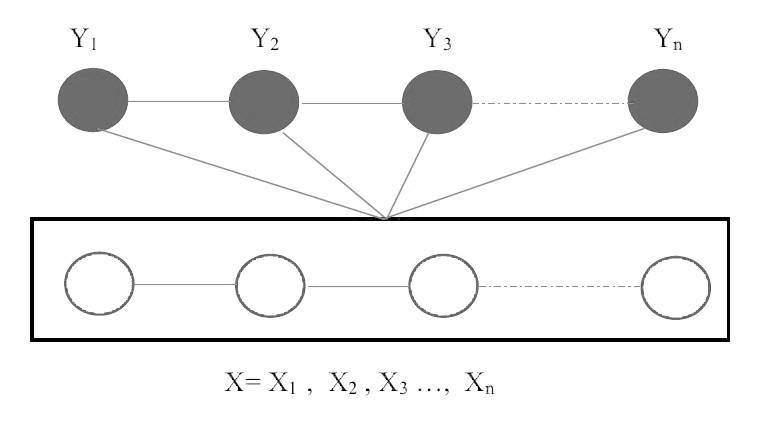 Y₁ Y₂ Y₃ Yₙ
X= X₁ , X₂ , X₃ ..., Xₙ